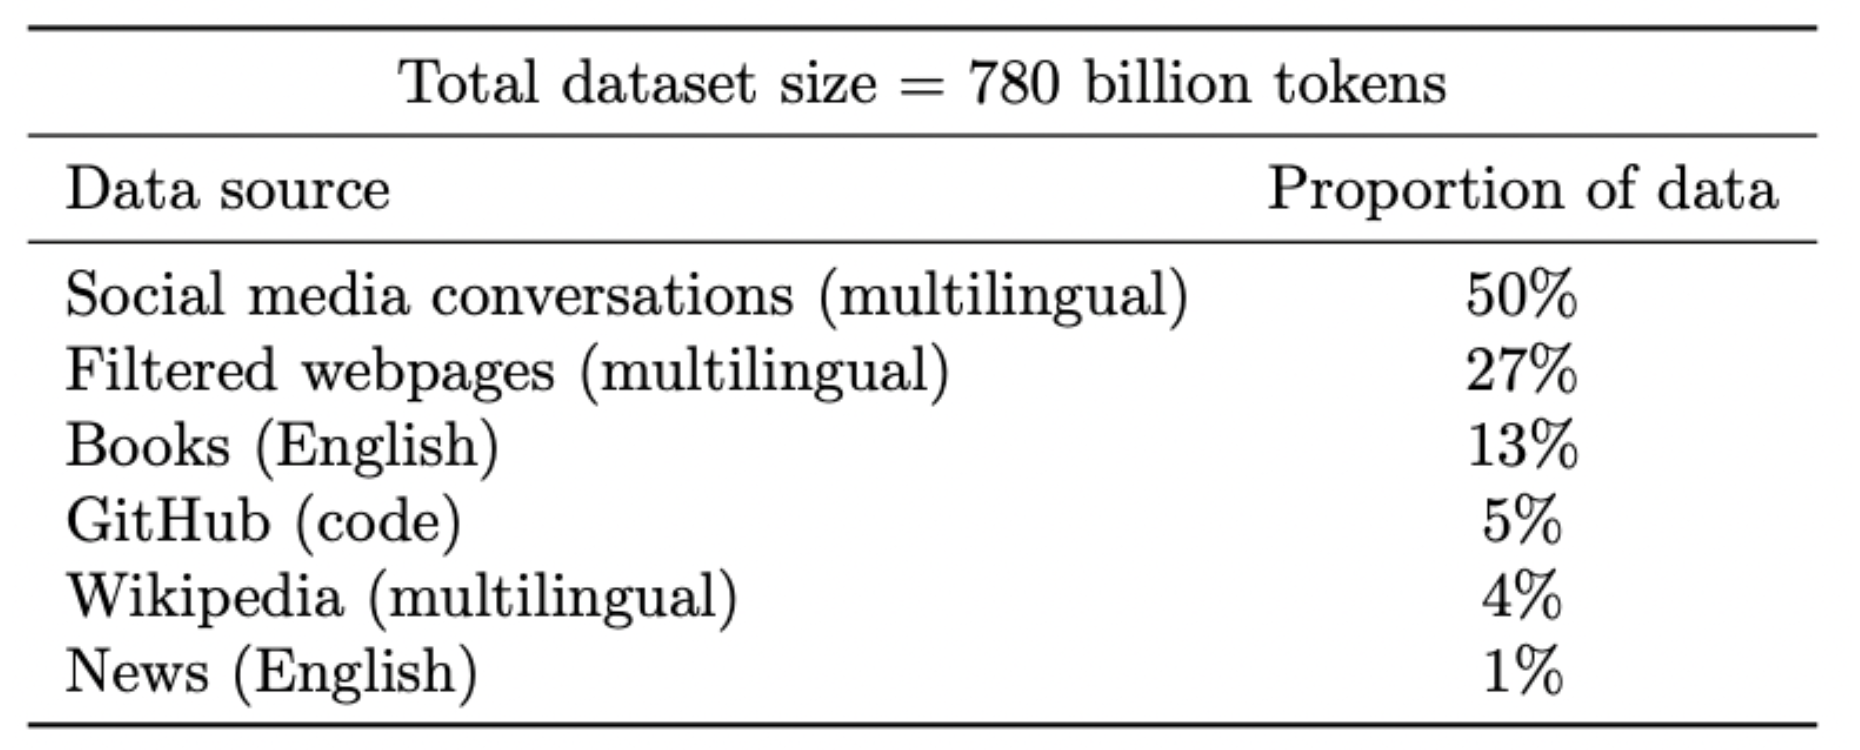 Total dataset size = 780 billion tokens
Data source Proportion of data
Social media conversations (multilingual) 50%
Filtered webpages (multilingual) 27%
Books (English) 13%
GitHub (code) 5%
Wikipedia (multilingual) 4%
News (English) 1%